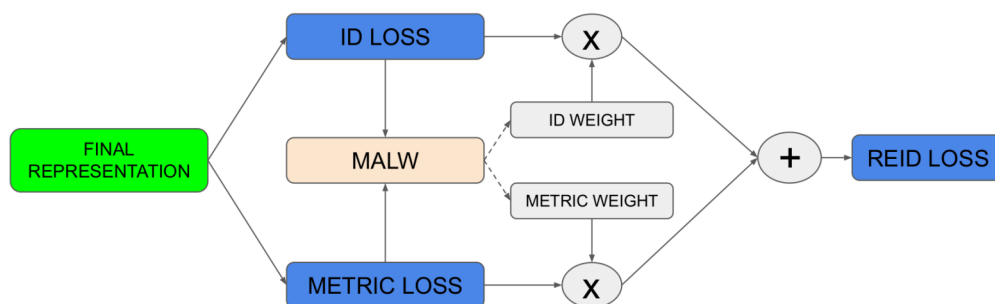 ID LOSS
X
ID WEIGHT
FINAL
REPRESENTATION
MALW
+
REID LOSS
METRIC WEIGHT
METRIC LOSS
X